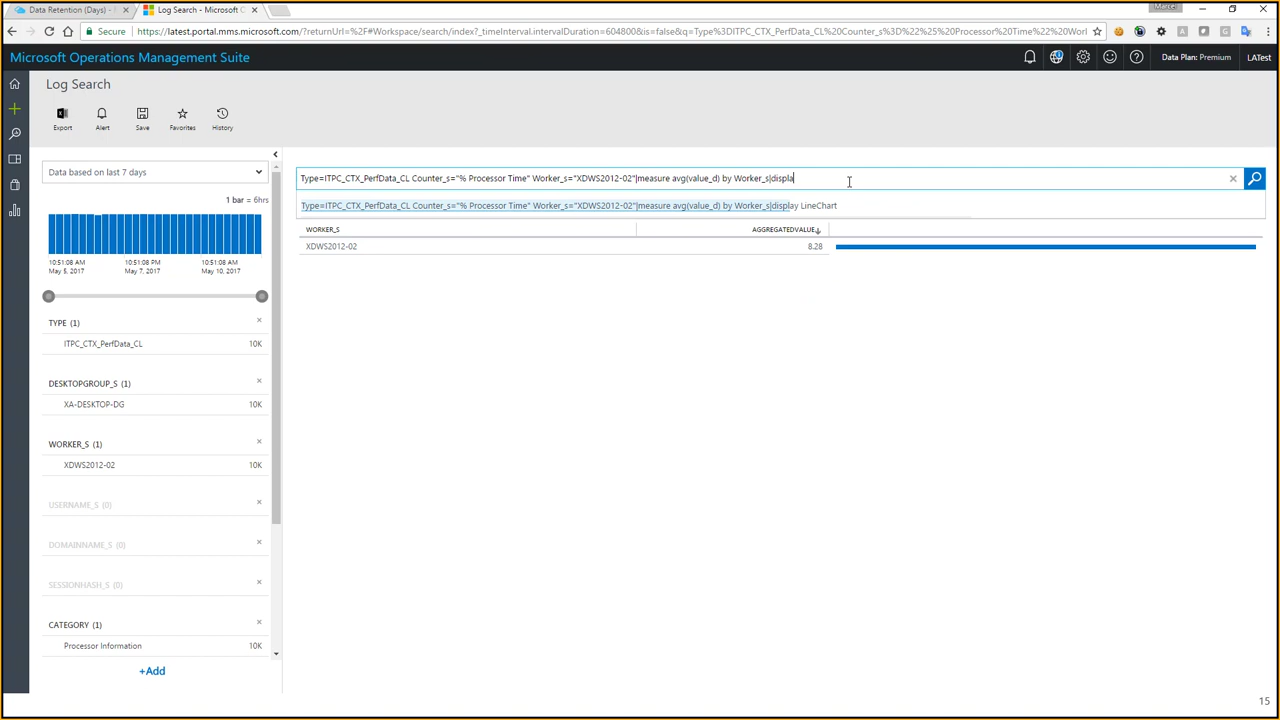 Marcel
Data Retention (Days) -
Log Search - Microsoft O
Secure
https://latest.portal.mms.microsoft.com/?returnUrl=%2F#Workspace/search/index?_timeInterval.intervalDuration=604800&is=false&q=Type%3DITPC_CTX_PerfData_CL%20Counter_s%3D%22%25%20Processor%20Time%22%20Worl
Microsoft Operations Management Suite
Data Plan: Premium
LATest
Log Search
Export
Alert
Save
Favorites
History
Data based on last 7 days
1 bar = 6hrs
10:51:08 AM
May 5, 2017
10:51:08 PM
May 7, 2017
10:51:08 AM
May 10, 2017
TYPE (1)
ITPC_CTX_PerfData_CL 10K
DESKTOPGROUP_S (1)
XA-DESKTOP-DG 10K
WORKER_S (1)
XDWS2012-02 10K
USERNAME_S (0)
DOMAINNAME_S (0)
SESSIONHASH_S (0)
CATEGORY (1)
Processor Information 10K
+Add
Type=ITPC_CTX_PerfData_CL Counter_s="% Processor Time" Worker_s="XDWS2012-02"|measure avg(value_d) by Worker_s|displa
Type=ITPC_CTX_PerfData_CL Counter_s="% Processor Time" Worker_s="XDWS2012-02"|measure avg(value_d) by Worker_s|display LineChart
WORKER_S AGGREGATEDVALUE
XDWS2012-02 8.28
15